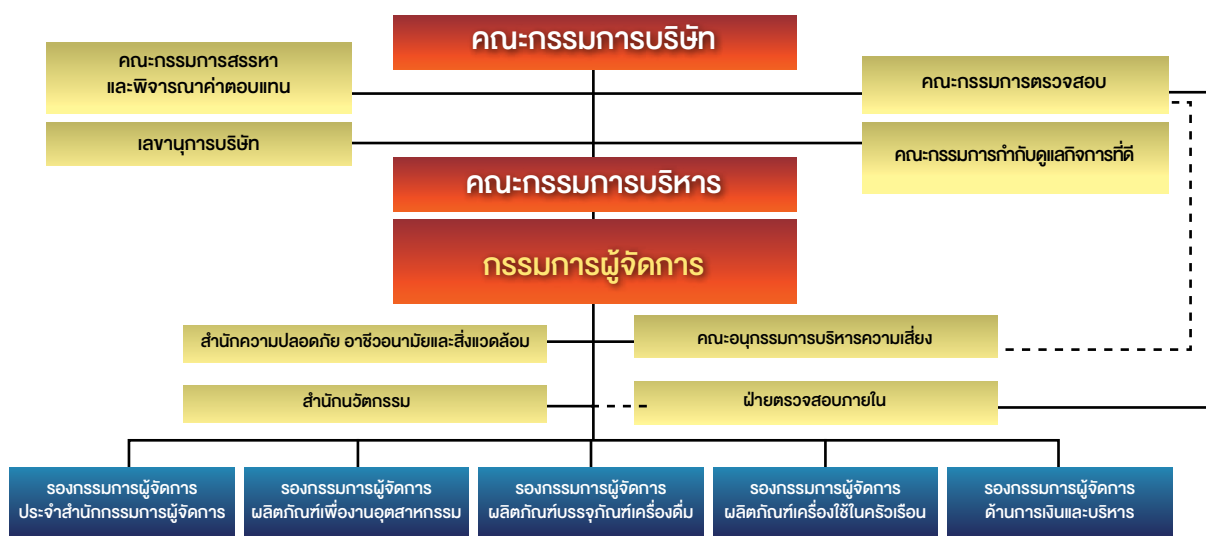 คณะกรรมการบริษัท
คณะกรรมการสรรหา
และพิจารณาค่าตอบแทน
คณะกรรมการตรวจสอบ
เลขานุการบริษัท
คณะกรรมการกำกับดูแลกิจการที่ดี
คณะกรรมการบริหาร
กรรมการผู้จัดการ
สำนักความปลอดภัย อาชีวอนามัยและสิ่งแวดล้อม
คณะอนุกรรมการบริหารความเสี่ยง
สำนักนวัตกรรม
ฝ่ายตรวจสอบภายใน
รองกรรมการผู้จัดการ
ประจำสำนักกรรมการผู้จัดการ
รองกรรมการผู้จัดการ
ผลิตภัณฑ์เพื่องานอุตสาหกรรม
รองกรรมการผู้จัดการ
ผลิตภัณฑ์บรรจุภัณฑ์เครื่องดื่ม
รองกรรมการผู้จัดการ
ผลิตภัณฑ์เครื่องใช้ในครัวเรือน
รองกรรมการผู้จัดการ
ด้านการเงินและบริหาร